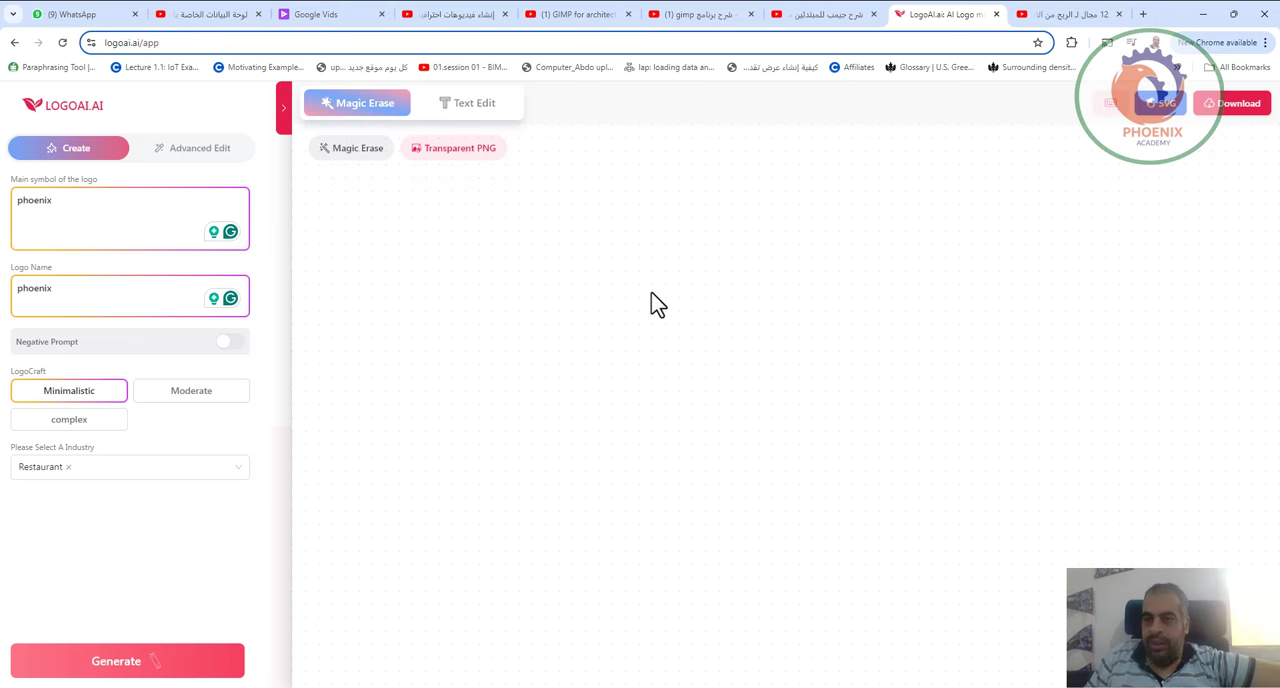 (9) WhatsApp
لوحة البيانات الخاصة با
Google Vids
إنشاء فيديوهات احترافية
(1) GIMP for architect
(1) gimp شرح برنامج -
شرح جيمب للمبتدئين -
LogoAI.ai: AI Logo m
12 مجال لـ الربح من الا
logoai.ai/app
New Chrome available
Paraphrasing Tool |...
Lecture 1.1: IoT Exa...
Motivating Example...
كل يوم موقع جديد ...up
01.session 01 - BIM...
Computer_Abdo upl...
lap: loading data an...
كيفية إنشاء عرض تقد...
Affiliates
Glossary | U.S. Gree...
Surrounding densit...
»
All Bookmarks
LOGOAI.AI
Magic Erase
Text Edit
SVG
Download
PHOENIX
ACADEMY
Create
Advanced Edit
Magic Erase
Transparent PNG
Main symbol of the logo
phoenix
Logo Name
phoenix
Negative Prompt
LogoCraft
Minimalistic
Moderate
complex
Please Select A Industry
Restaurant ×
Generate